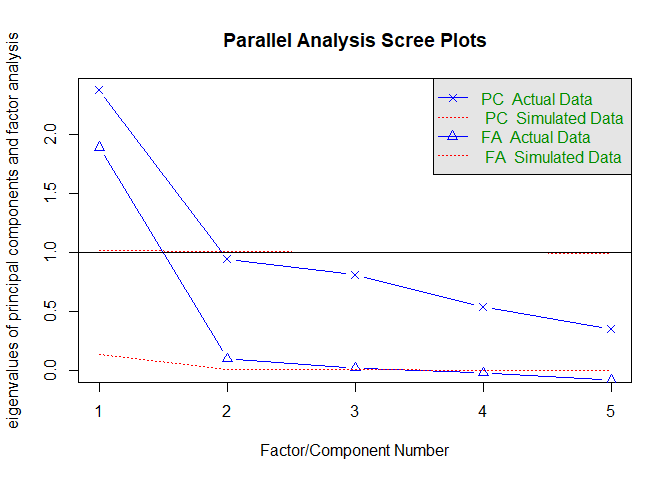 Parallel Analysis Scree Plots
eigenvalues of principal components and factor analysis
2.0
1.5
1.0
0.5
0.0
PC Actual Data
PC Simulated Data
FA Actual Data
FA Simulated Data
1 2 3 4 5
Factor/Component Number